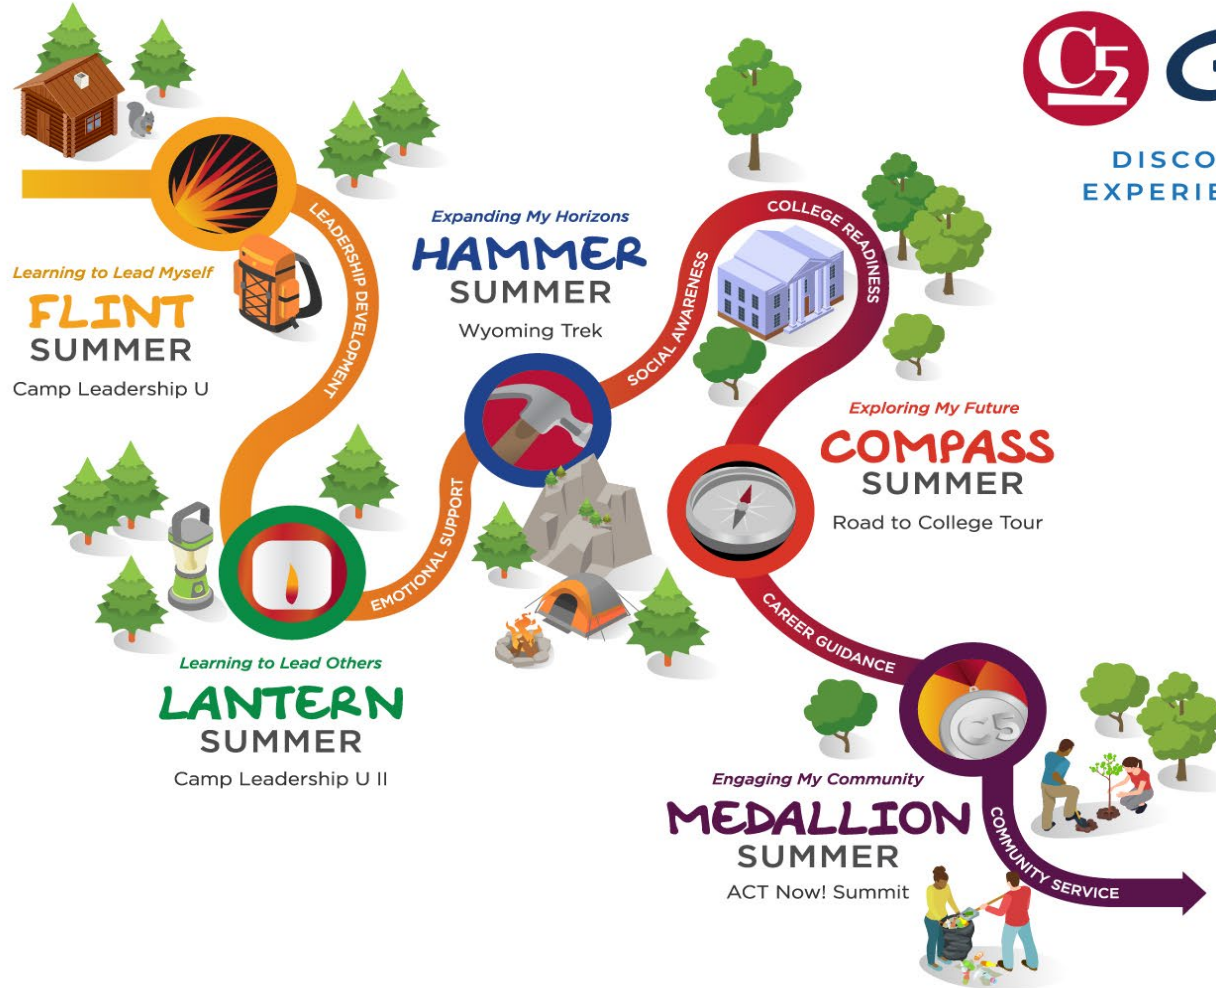 C5
DISCO
EXPERIE
Learning to Lead Myself
FLINT
SUMMER
Camp Leadership U
LEADERSHIP DEVELOPMENT
Learning to Lead Others
LANTERN
SUMMER
Camp Leadership U II
EMOTIONAL SUPPORT
Expanding My Horizons
HAMMER
SUMMER
Wyoming Trek
SOCIAL AWARENESS
COLLEGE READINESS
Exploring My Future
COMPASS
SUMMER
Road to College Tour
CAREER GUIDANCE
C5
Engaging My Community
MEDALLION
SUMMER
ACT Now! Summit
COMMUNITY SERVICE